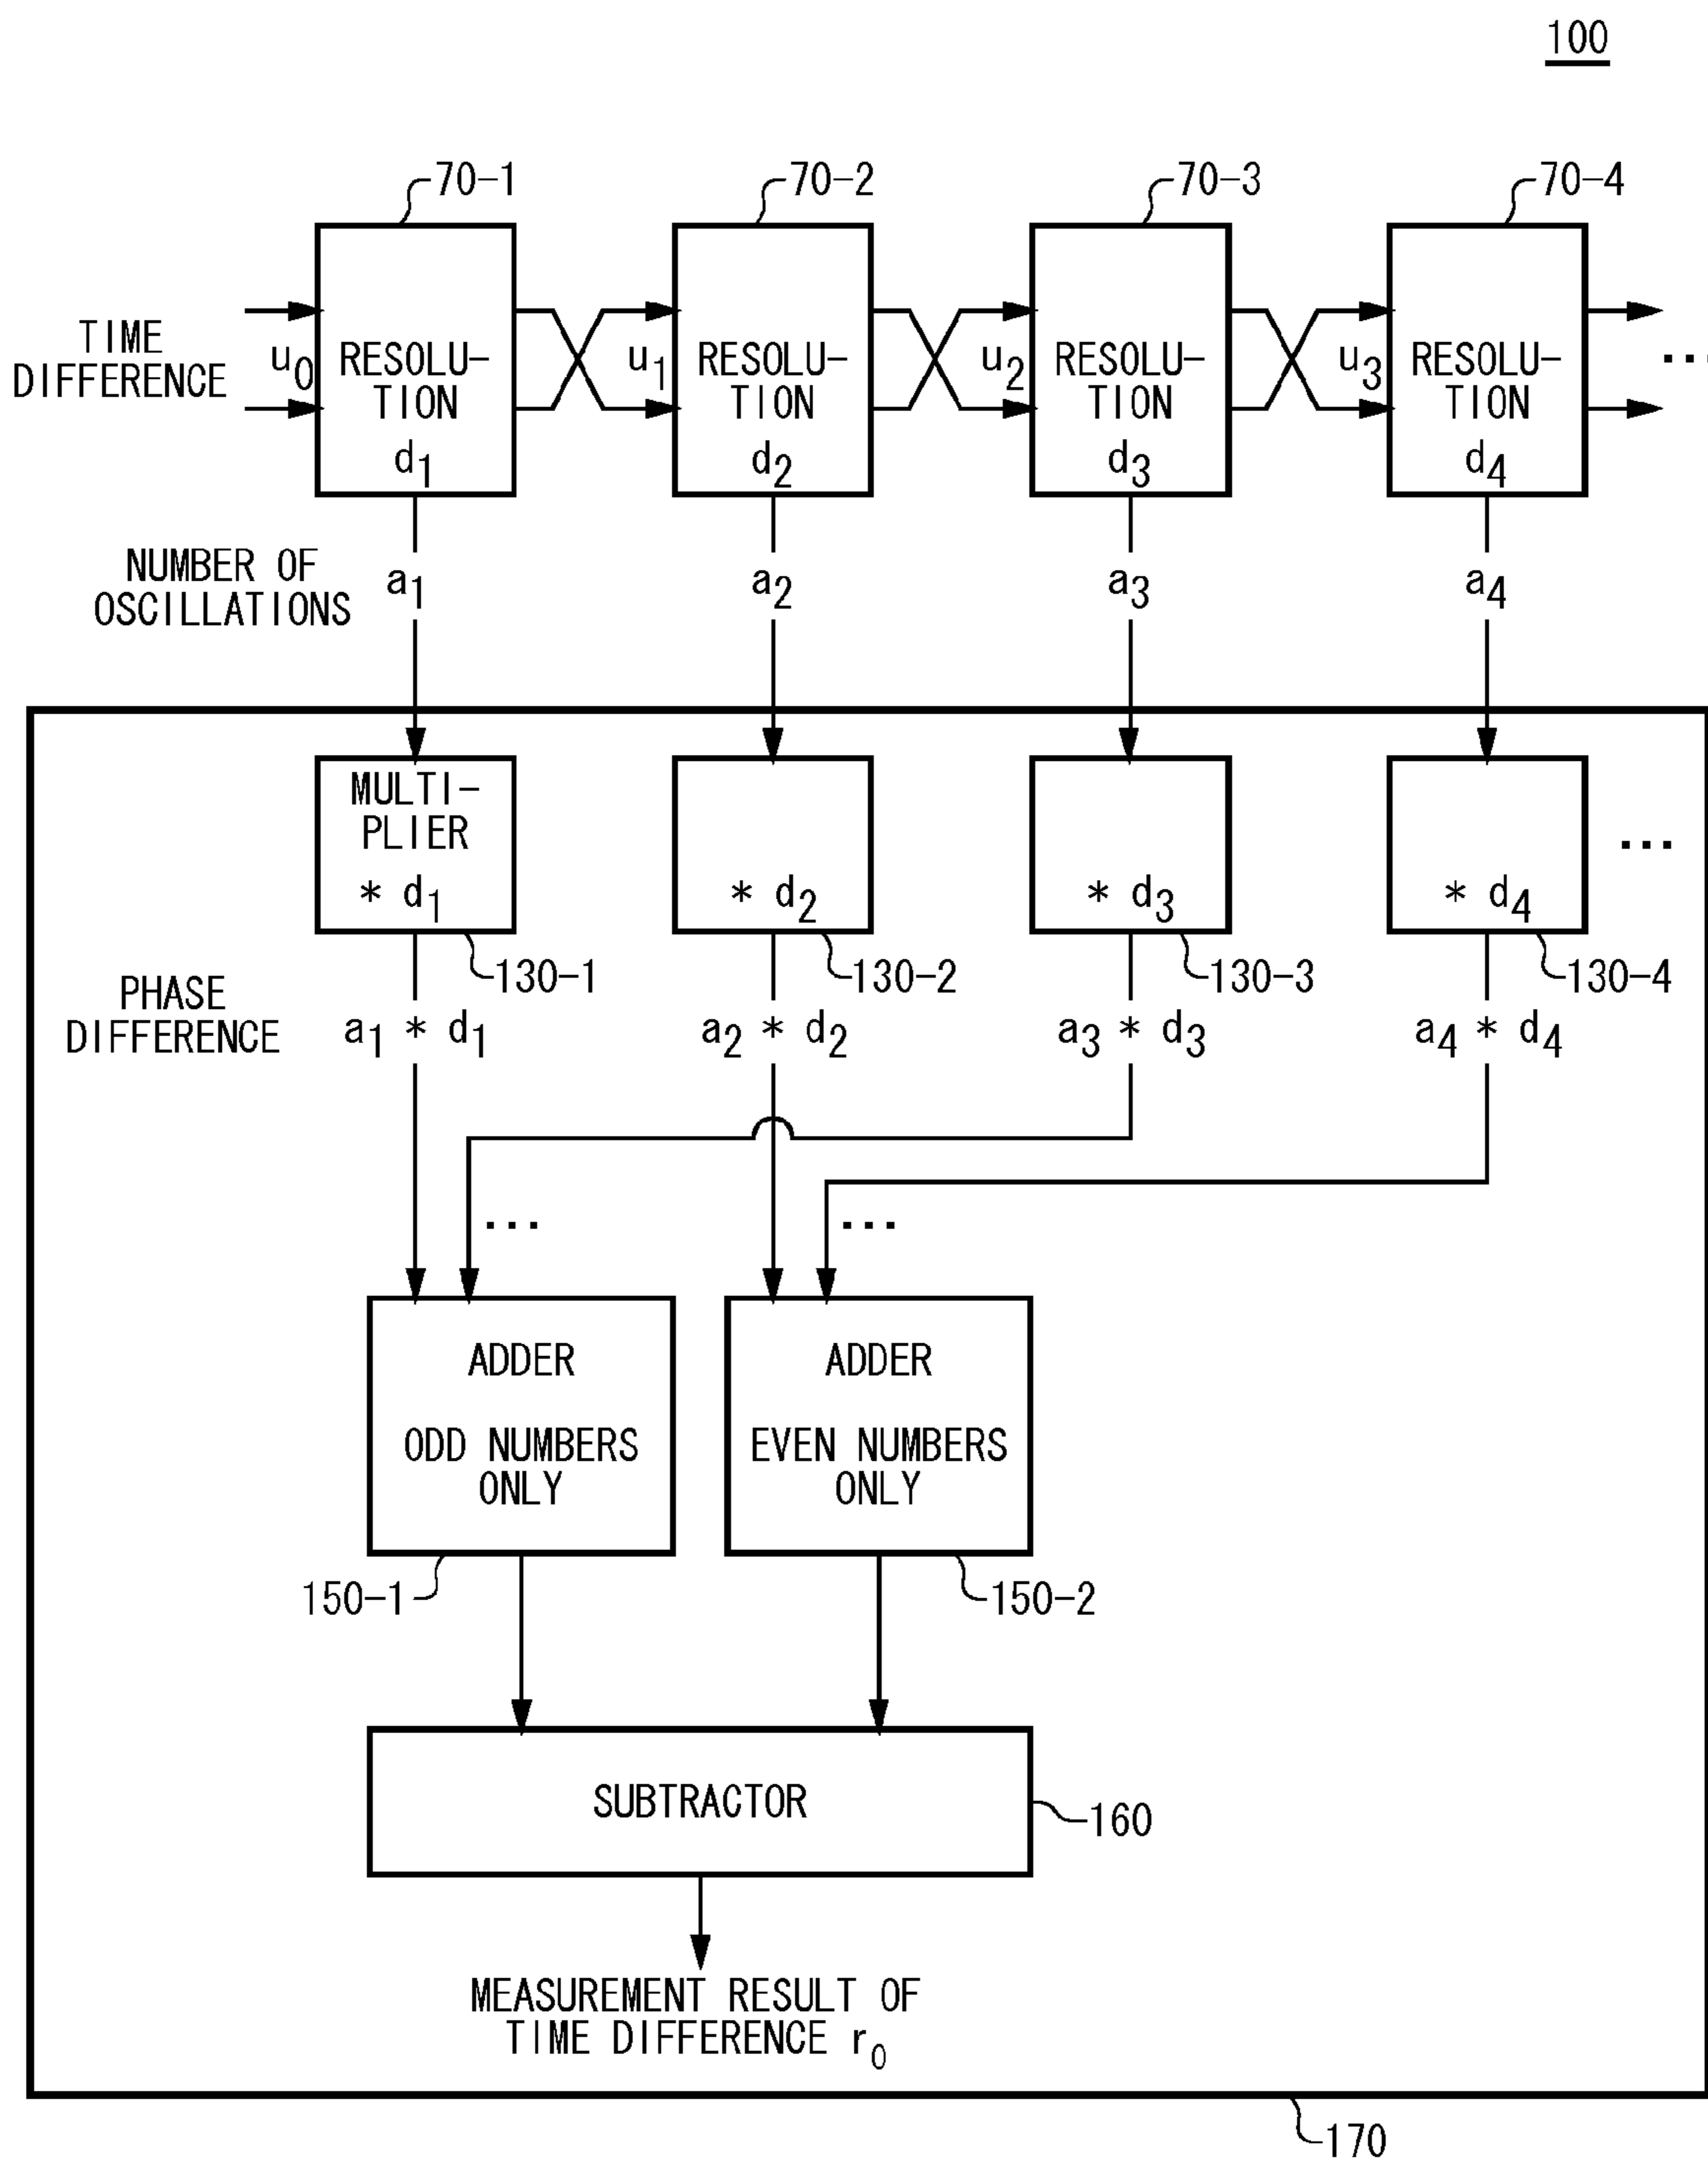 100
70-1
70-2
70-3
70-4
TIME
DIFFERENCE
u0
RESOLU-
TION
d1
u1
RESOLU-
TION
d2
u2
RESOLU-
TION
d3
u3
RESOLU-
TION
d4
...
NUMBER OF
OSCILLATIONS
a1
a2
a3
a4
MULTI-
PLIER
* d1
* d2
* d3
* d4
...
130-1
130-2
130-3
130-4
PHASE
DIFFERENCE
a1 * d1
a2 * d2
a3 * d3
a4 * d4
...
...
ADDER
ODD NUMBERS
ONLY
ADDER
EVEN NUMBERS
ONLY
150-1
150-2
SUBTRACTOR
160
MEASUREMENT RESULT OF
TIME DIFFERENCE r0
170